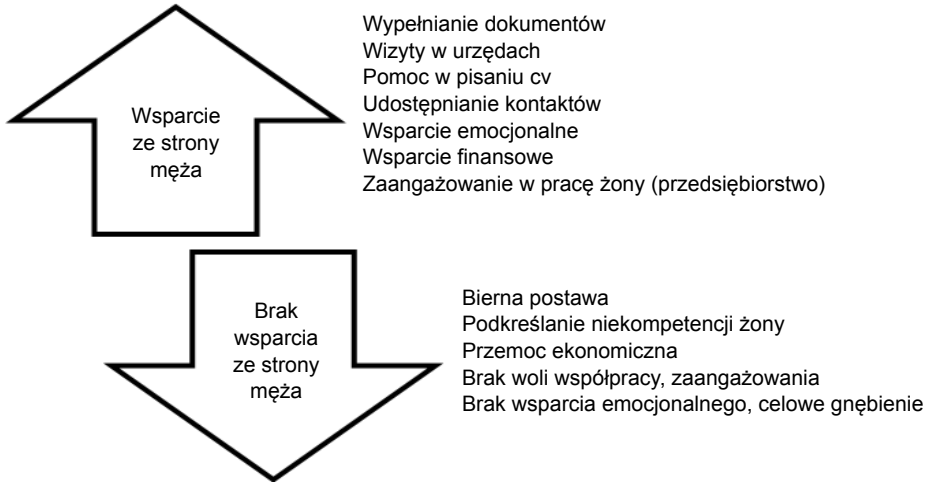 Wsparcie
ze strony
męża
Wypełnianie dokumentów
Wizyty w urzędach
Pomoc w pisaniu cv
Udostępnianie kontaktów
Wsparcie emocjonalne
Wsparcie finansowe
Zaangażowanie w pracę żony (przedsiębiorstwo)
Brak
wsparcia
ze strony
męża
Bierna postawa
Podkreślanie niekompetencji żony
Przemoc ekonomiczna
Brak woli współpracy, zaangażowania
Brak wsparcia emocjonalnego, celowe gnębienie